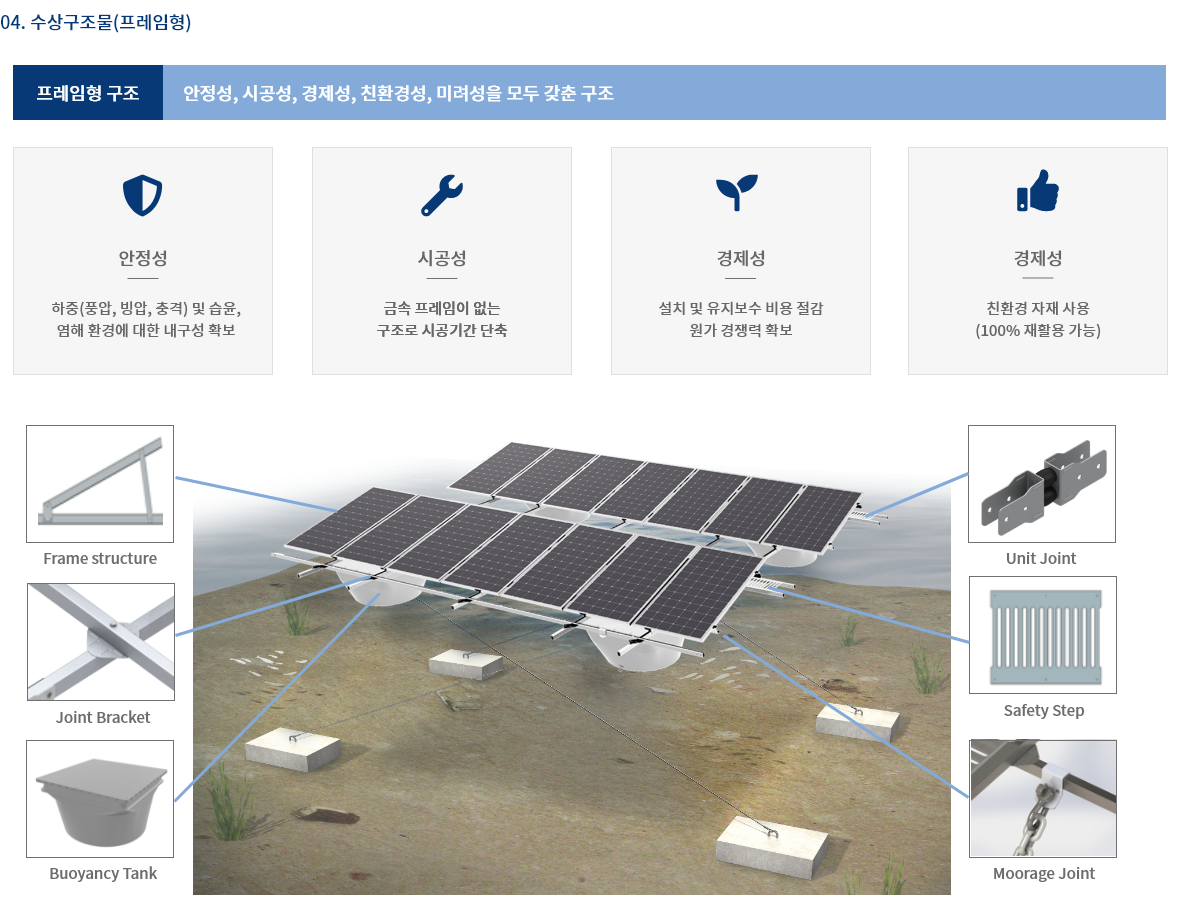 04. 수상구조물(프레임형)
프레임형 구조
안정성, 시공성, 경제성, 친환경성, 미려성을 모두 갖춘 구조
안정성
하중(풍압, 빙압, 충격) 및 습윤,
염해 환경에 대한 내구성 확보
시공성
금속 프레임이 없는
구조로 시공기간 단축
경제성
설치 및 유지보수 비용 절감
원가 경쟁력 확보
경제성
친환경 자재 사용
(100% 재활용 가능)
Frame structure
Joint Bracket
Buoyancy Tank
Unit Joint
Safety Step
Moorage Joint